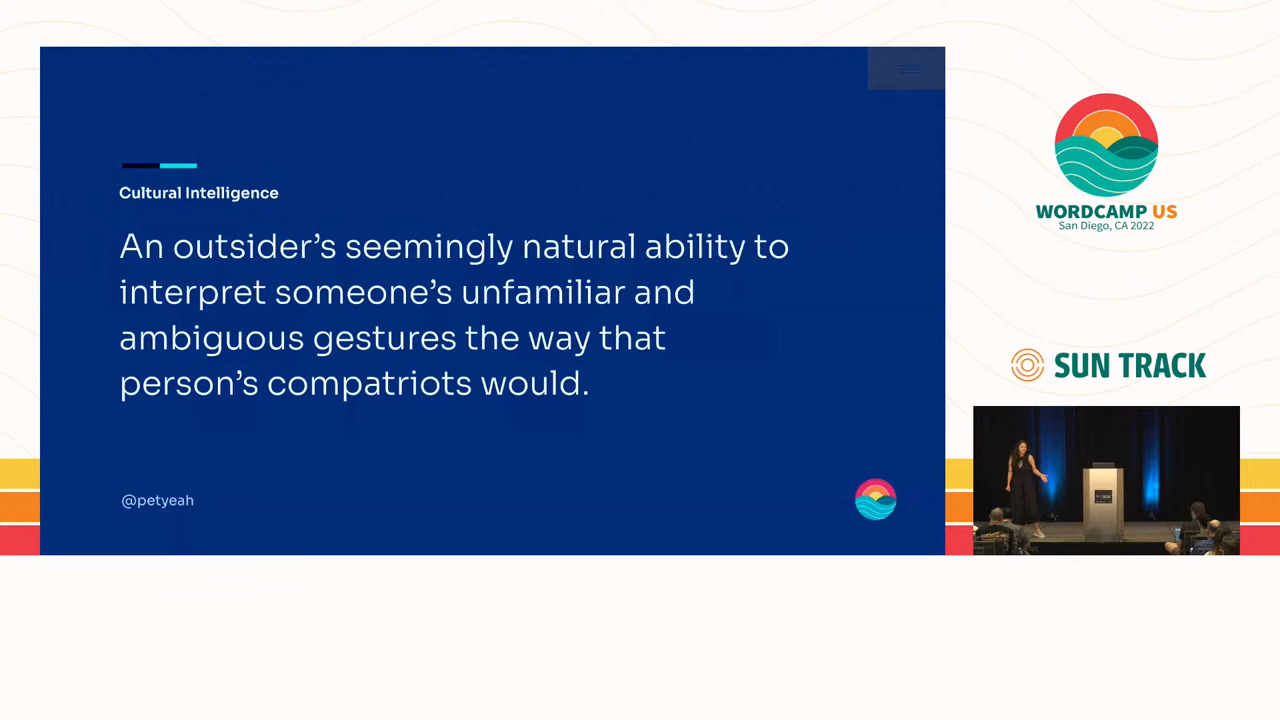 Cultural Intelligence
An outsider’s seemingly natural ability to
interpret someone’s unfamiliar and
ambiguous gestures the way that
person’s compatriots would.
@petyeah
WORDCAMP US
San Diego, CA 2022
SUN TRACK